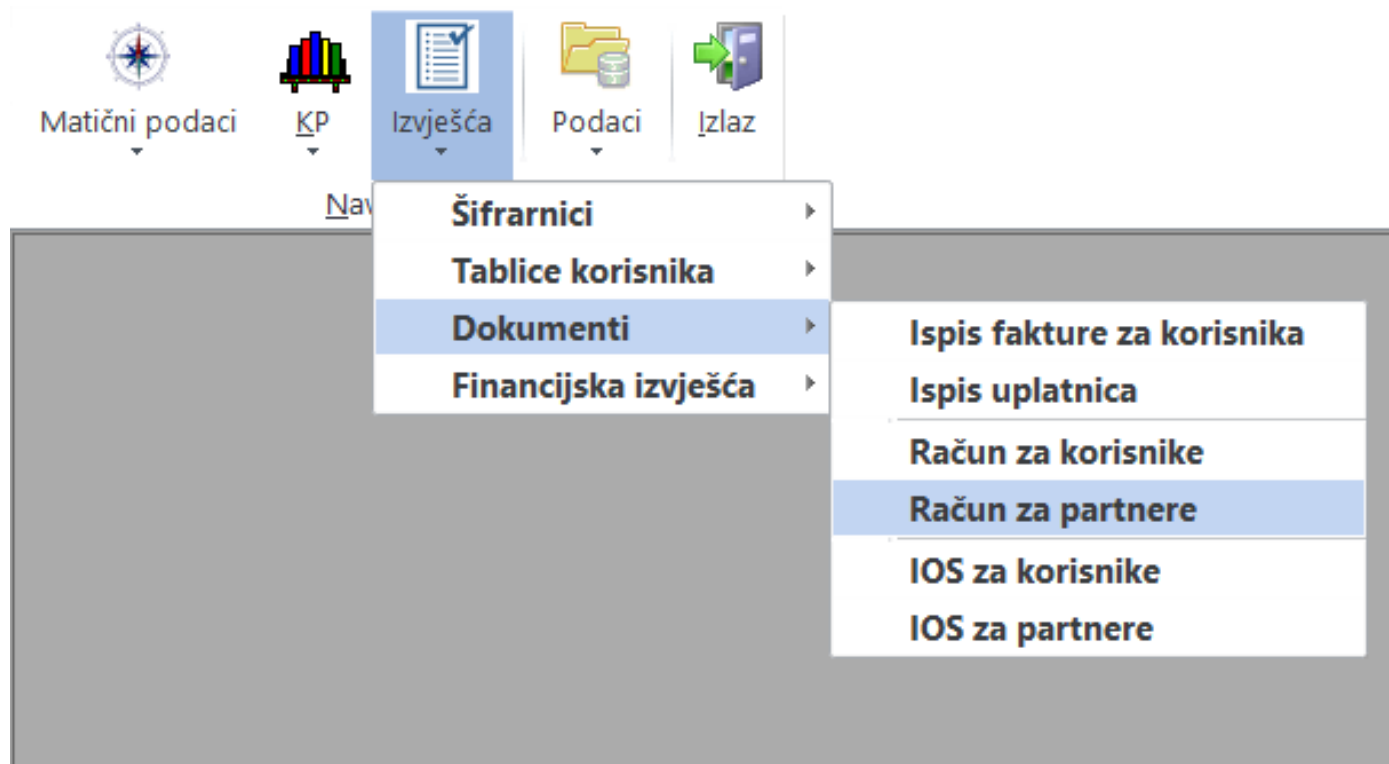 Matični podaci
KP
Izvješća
Podaci
Izlaz
Nav
Šifrarnici
Tablice korisnika
Dokumenti
Financijska izvješća
Ispis fakture za korisnika
Ispis uplatnica
Račun za korisnike
Račun za partnere
IOS za korisnike
IOS za partnere